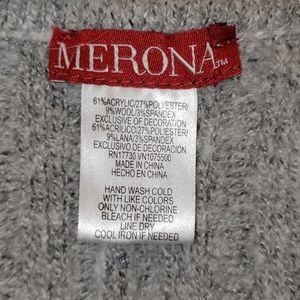 MERONA™
61%ACRYLIC/27%POLYESTER/
9%WOOL/3%SPANDEX
EXCLUSIVE OF DECORATION
61%ACRILICO/27%POLIESTER/
9%LANA/3%SPANDEX
EXCLUSIVO DE DECORACION
RN17730 VN1075500
MADE IN CHINA
HECHO EN CHINA
HAND WASH COLD
WITH LIKE COLORS
ONLY NON-CHLORINE
BLEACH IF NEEDED
LINE DRY
COOL IRON IF NEEDED